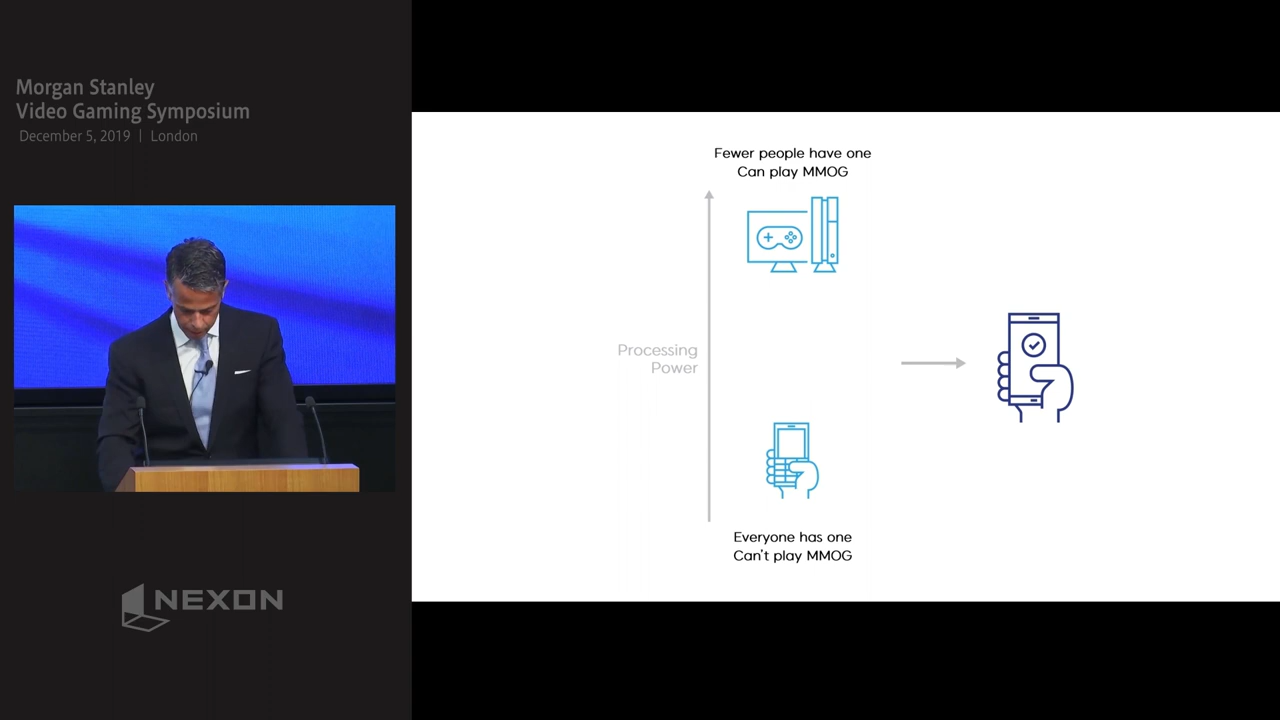 Morgan Stanley
Video Gaming Symposium
December 5, 2019 | London
NEXON
Fewer people have one
Can play MMOG
Processing
Power
Everyone has one
Can't play MMOG